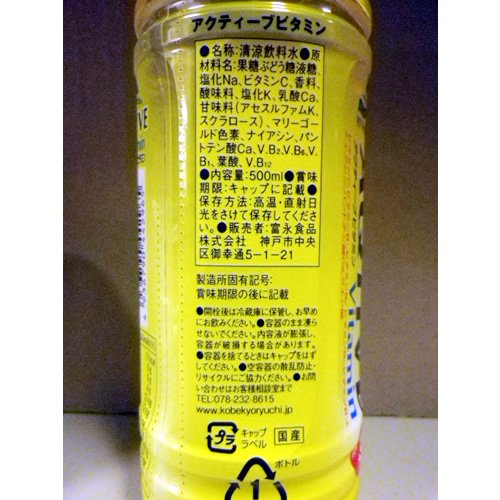 アクティーブビタミン
●名称:清涼飲料水●原
材料名:果糖ぶどう糖液糖、
塩化Na、ビタミンC、香料、
酸味料、塩化K、乳酸Ca、
甘味料(アセスルファムK、
スクラロース)、マリーゴー
ルド色素、ナイアシン、パン
トテン酸Ca、V.B2、V.B6、V.
B1、葉酸、V.B12
●内容量:500ml●賞味
期限:キャップに記載●
保存方法:高温・直射日
光をさけて保存してくださ
い。●販売者:富永食品
株式会社 神戸市中央
区御幸通5-1-21
製造所固有記号:
賞味期限の後に記載
●開栓後は冷蔵庫に保管し、お早め
にお飲みください。●容器のまま凍ら
せないでください。内容液が膨張し、
容器が破損する場合があります。
●容器を捨てるときはキャップをはず
してください。●空容器の散乱防止・
リサイクルにご協力ください。●お問
い合わせはお客様相談室まで
TEL:078-232-8615
www.kobekyoryuchi.jp
プラ
キャップ
ラベル
国産
ボトル
1
Vitamin